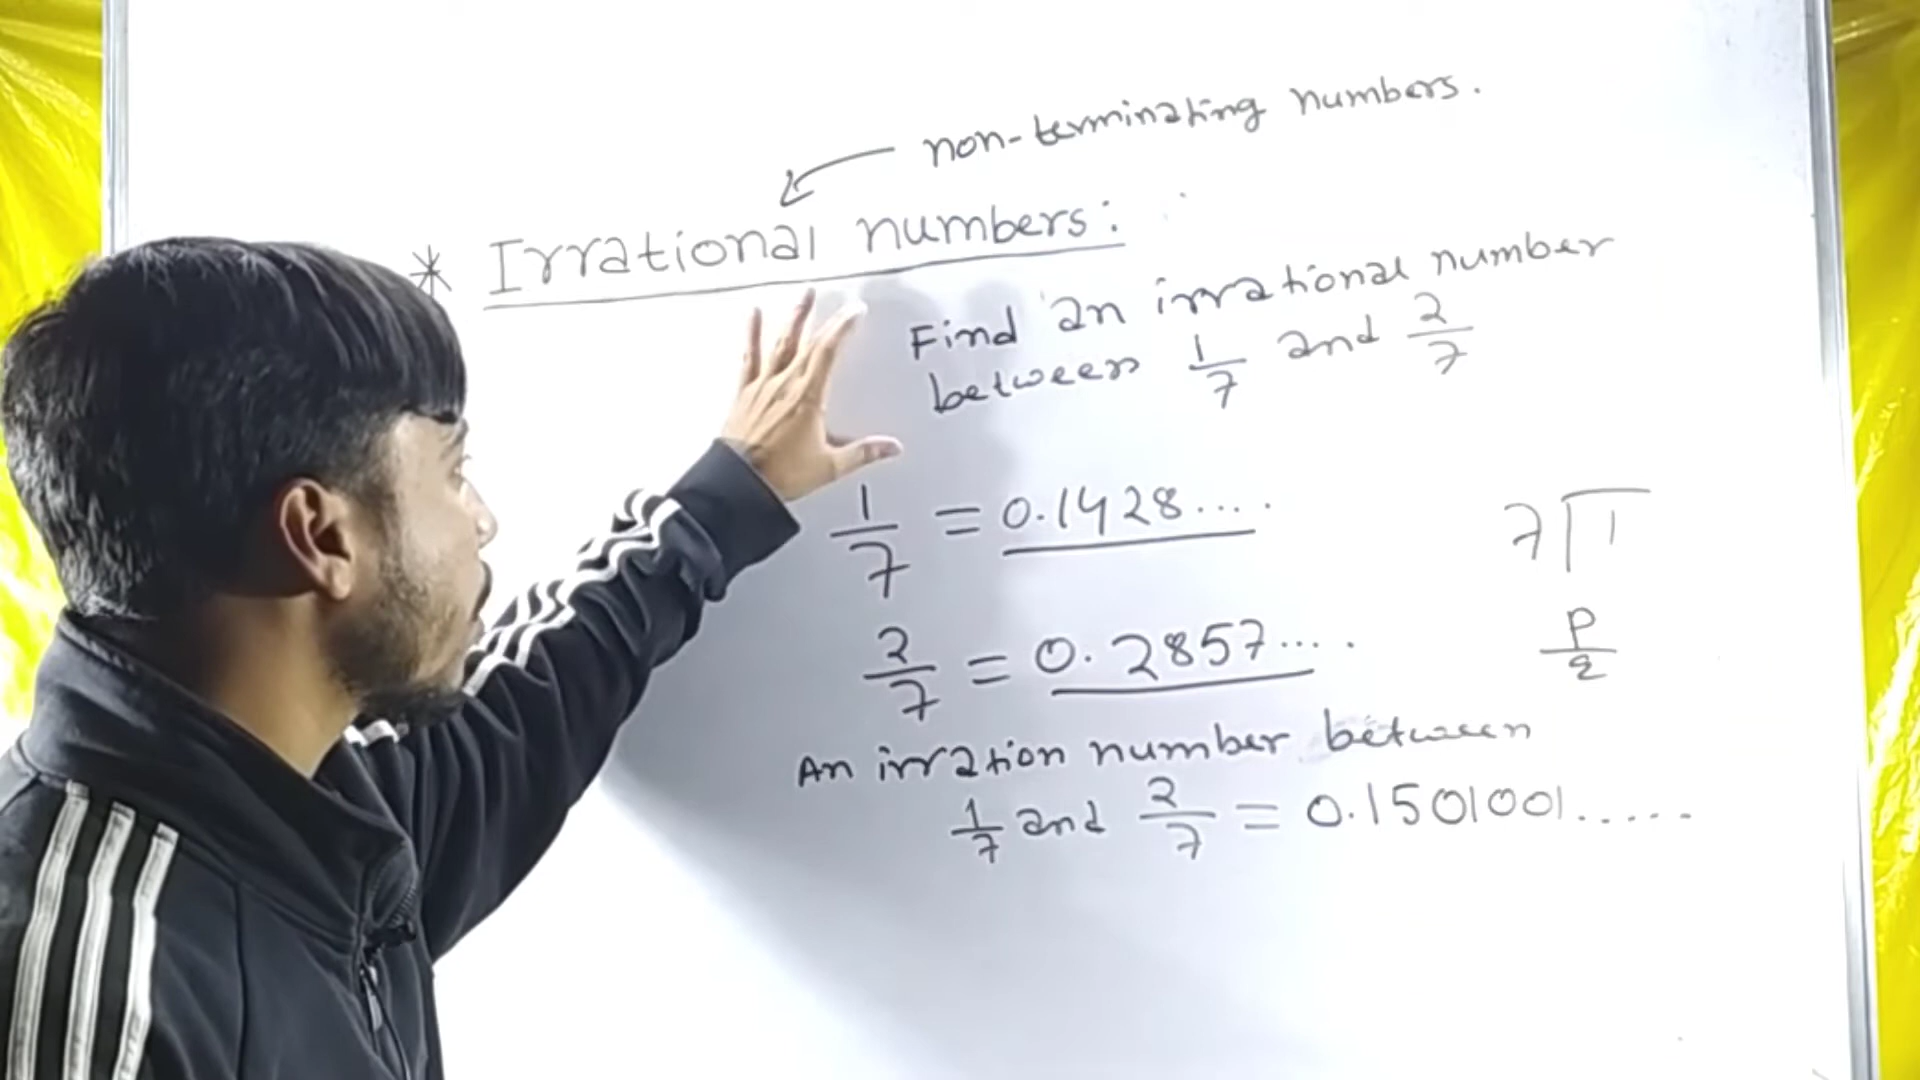 non-terminating numbers.
* Irrational numbers:
Find an irrational number
between 1/7 and 2/7
1/7 = 0.1428.....
7 1
2/7 = 0.2857.....
p/q
An irration number between
1/7 and 2/7 = 0.1501001.....